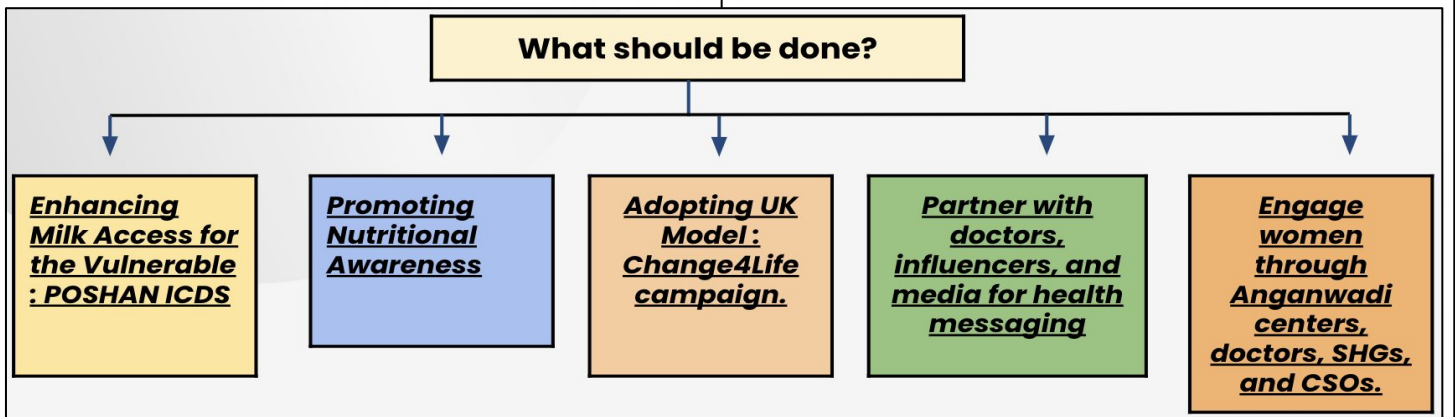 What should be done?
Enhancing
Milk Access for
the Vulnerable
: POSHAN ICDS
Promoting
Nutritional
Awareness
Adopting UK
Model :
Change4Life
campaign.
Partner with
doctors,
influencers, and
media for health
messaging
Engage
women
through
Anganwadi
centers,
doctors, SHGs,
and CSOs.